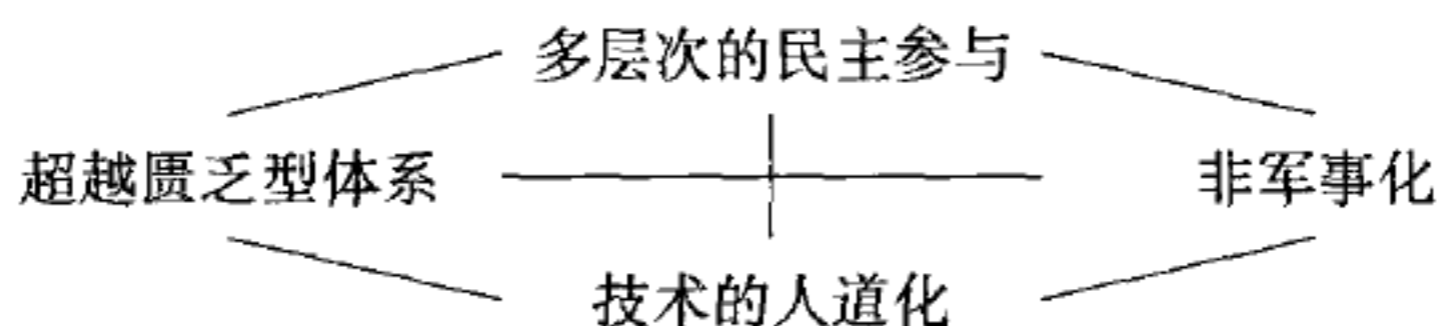 多层次的民主参与
超越匮乏型体系
非军事化
技术的人道化